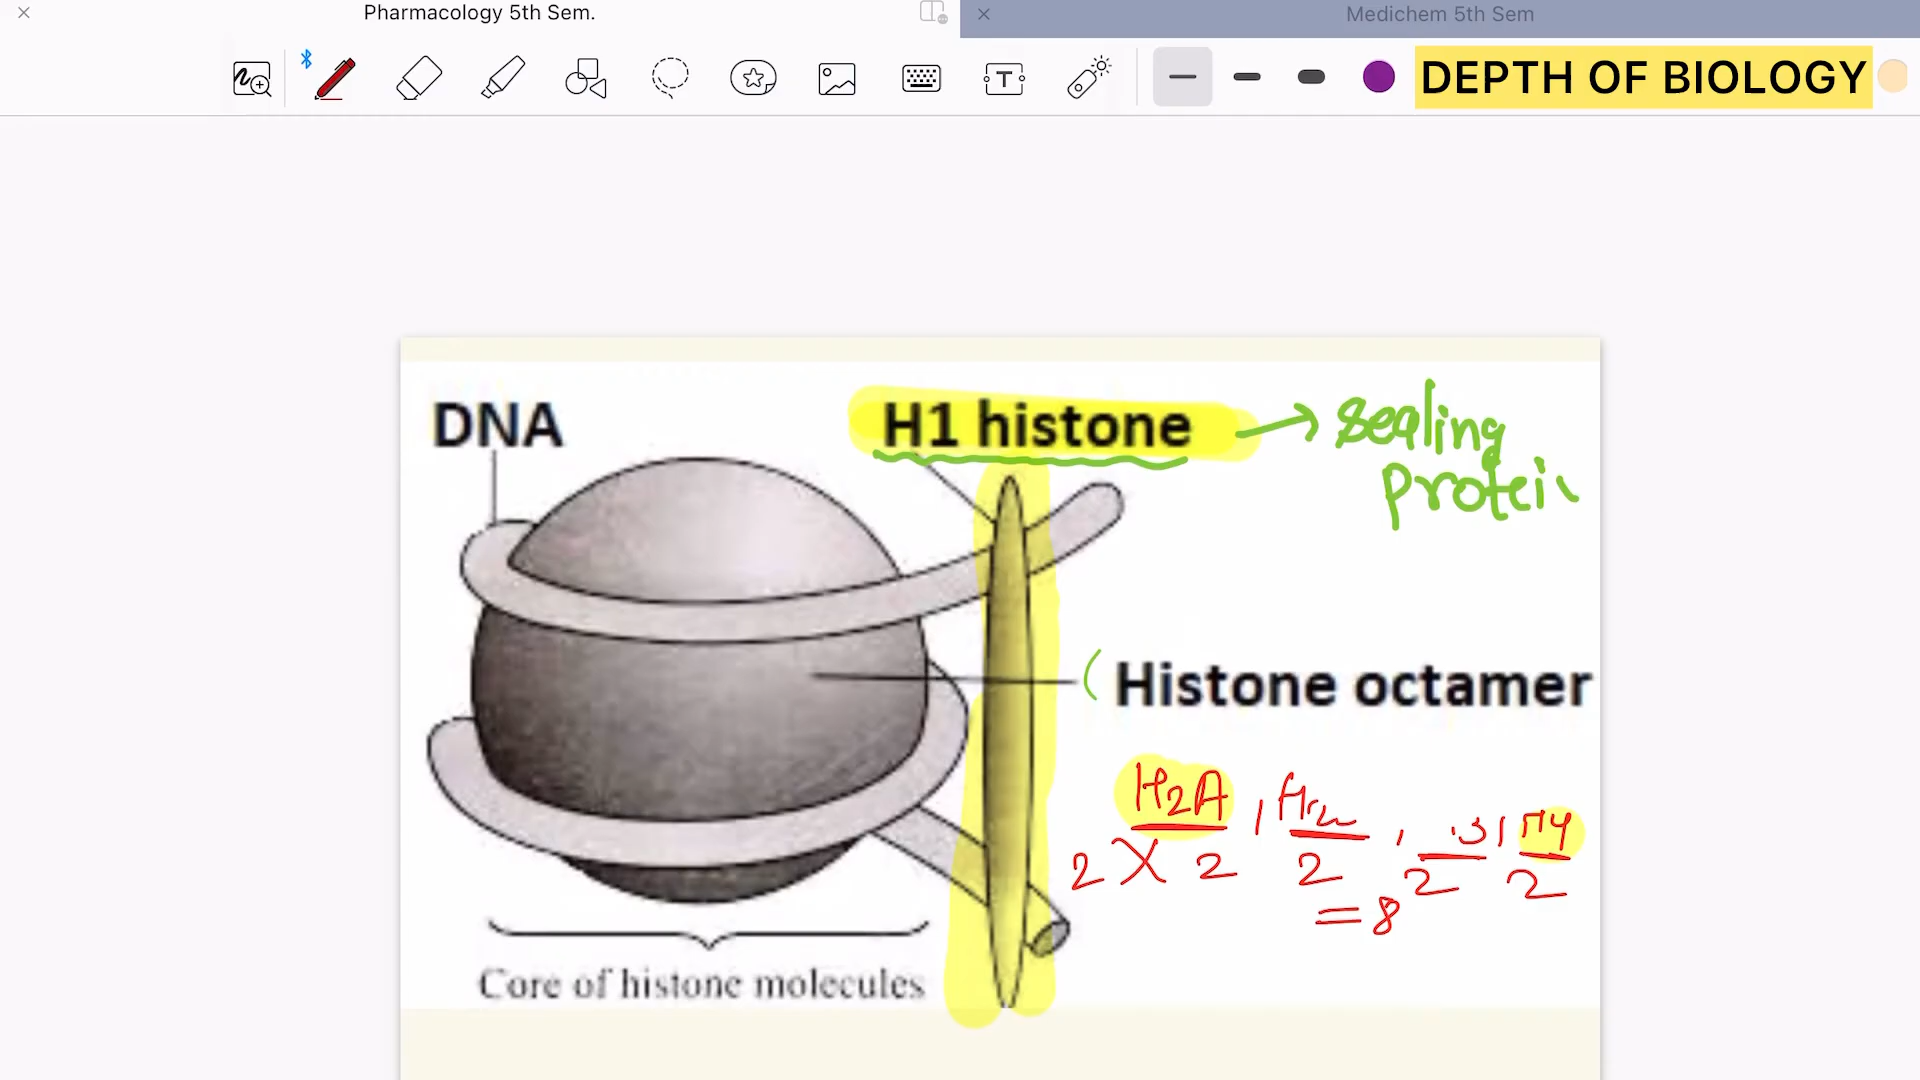 Pharmacology 5th Sem.
Medichem 5th Sem
T
DEPTH OF BIOLOGY
DNA
H1 histone → sealing
protein
( Histone octamer
H2A , , , H4
2 X 2 2 2 2
= 8
Core of histone molecules